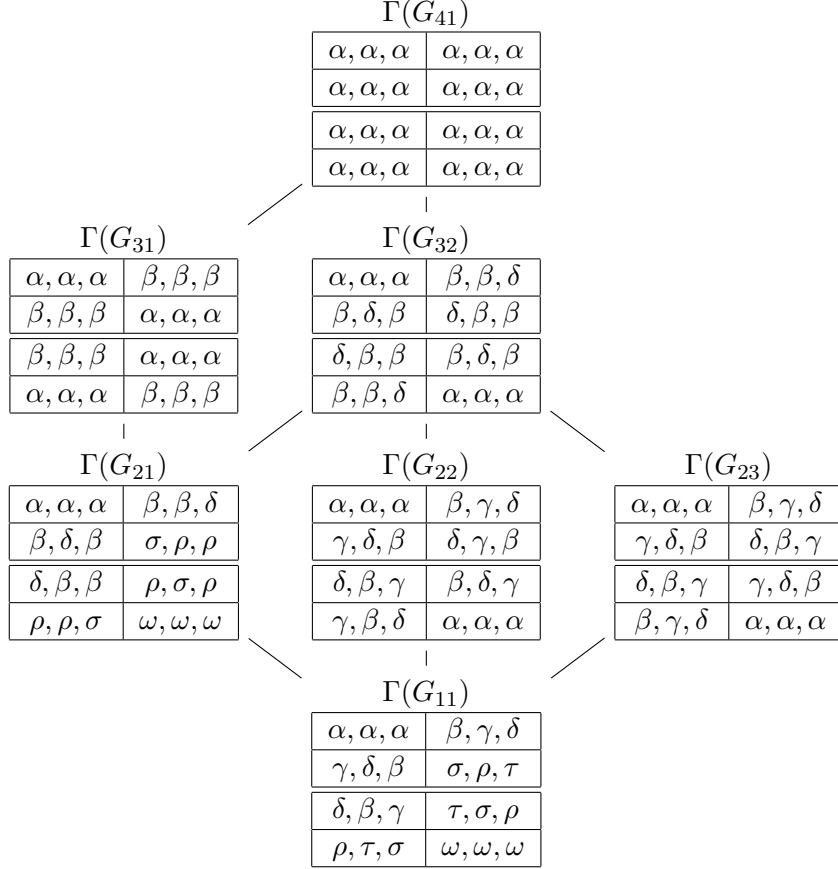 Γ(G₄₁)
α, α, α | α, α, α
α, α, α | α, α, α
α, α, α | α, α, α
α, α, α | α, α, α
Γ(G₃₁) Γ(G₃₂)
α, α, α | β, β, β α, α, α | β, β, δ
β, β, β | α, α, α β, δ, β | δ, β, β
β, β, β | α, α, α δ, β, β | β, δ, β
α, α, α | β, β, β β, β, δ | α, α, α
Γ(G₂₁) Γ(G₂₂) Γ(G₂₃)
α, α, α | β, β, δ α, α, α | β, γ, δ α, α, α | β, γ, δ
β, δ, β | σ, ρ, ρ γ, δ, β | δ, γ, β γ, δ, β | δ, β, γ
δ, β, β | ρ, σ, ρ δ, β, γ | β, δ, γ δ, β, γ | γ, δ, β
ρ, ρ, σ | ω, ω, ω γ, β, δ | α, α, α β, γ, δ | α, α, α
Γ(G₁₁)
α, α, α | β, γ, δ
γ, δ, β | σ, ρ, τ
δ, β, γ | τ, σ, ρ
ρ, τ, σ | ω, ω, ω